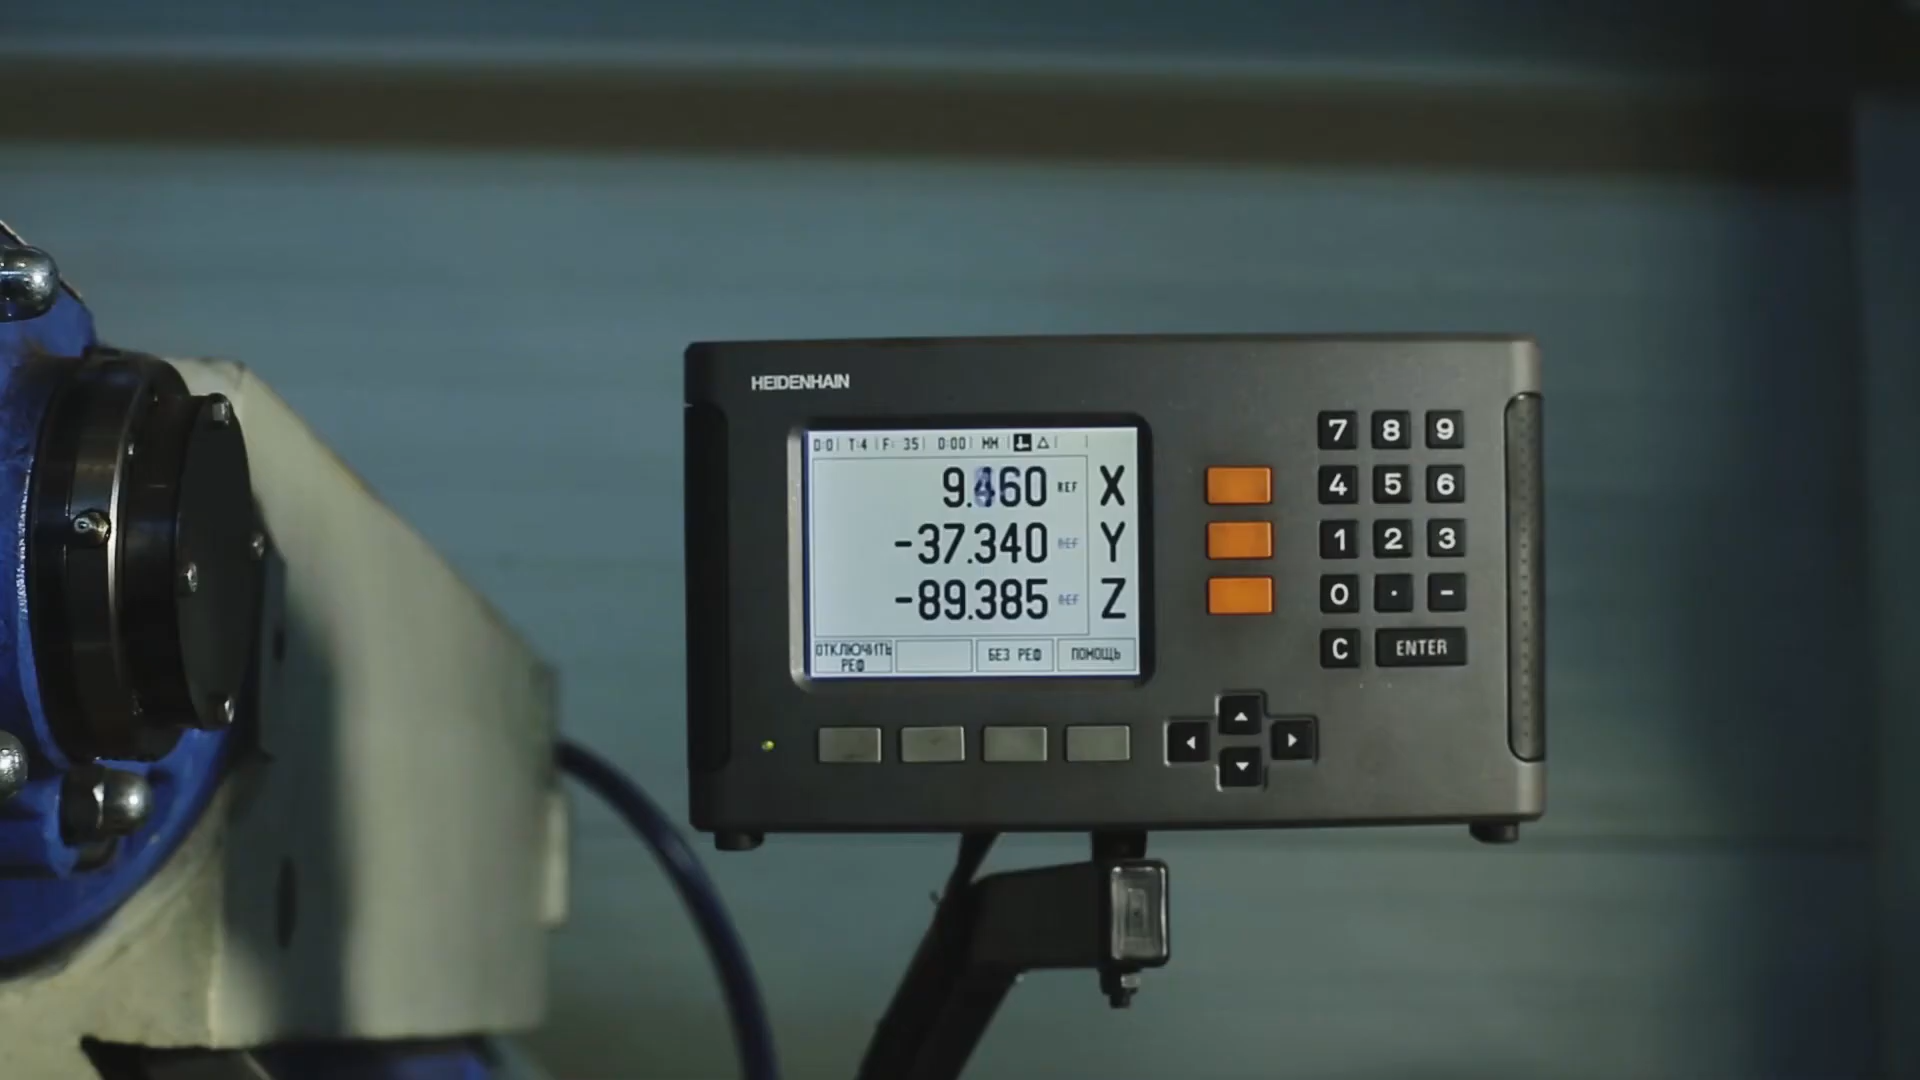 HEIDENHAIN
D:0 | T:4 | F: 35 | 0:00 | MM
9.460 REF X
-37.340 REF Y
-89.385 REF Z
ОТКЛЮЧИТЬ РЕФ
БЕЗ РЕФ
ПОМОЩЬ
7 8 9
4 5 6
1 2 3
0 . -
C ENTER